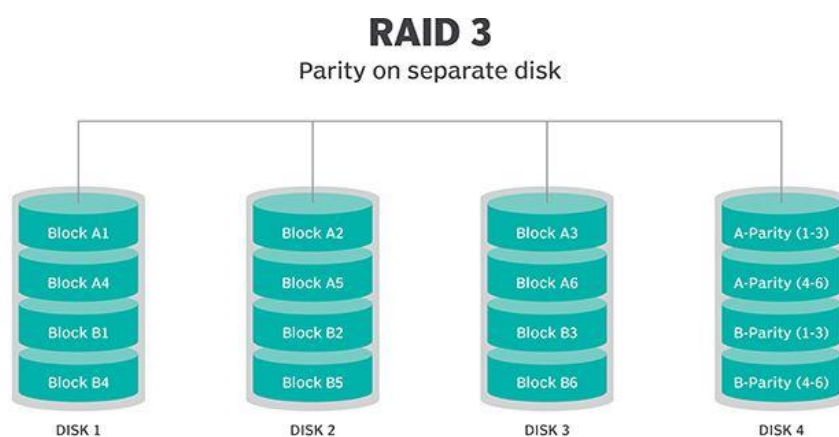 RAID 3
Parity on separate disk
Block A1
Block A4
Block B1
Block B4
DISK 1
Block A2
Block A5
Block B2
Block B5
DISK 2
Block A3
Block A6
Block B3
Block B6
DISK 3
A-Parity (1-3)
A-Parity (4-6)
B-Parity (1-3)
B-Parity (4-6)
DISK 4